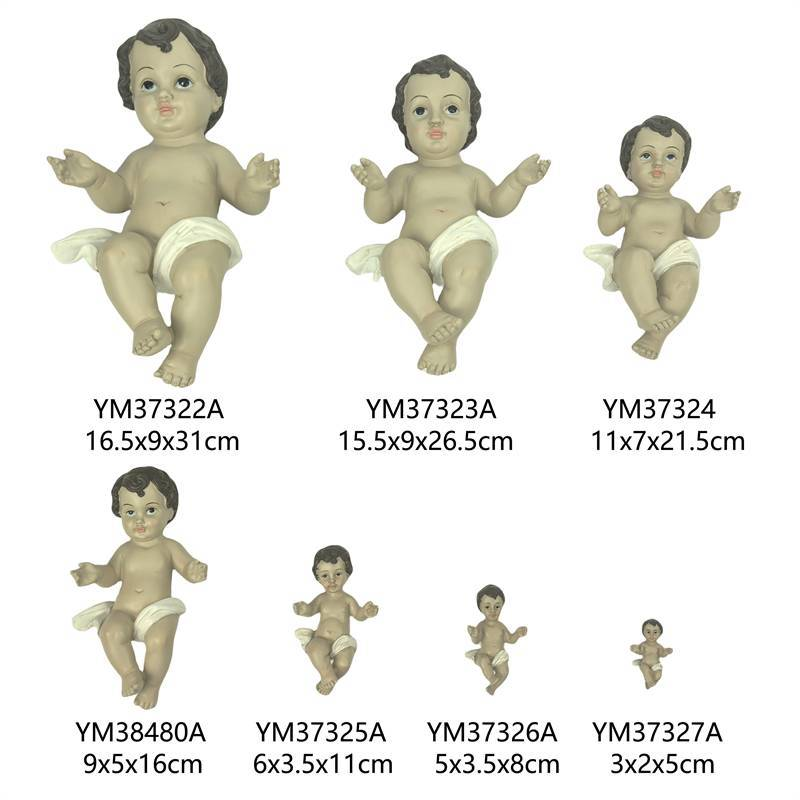 YM37322A
16.5x9x31cm
YM37323A
15.5x9x26.5cm
YM37324
11x7x21.5cm
YM38480A
9x5x16cm
YM37325A
6x3.5x11cm
YM37326A
5x3.5x8cm
YM37327A
3x2x5cm